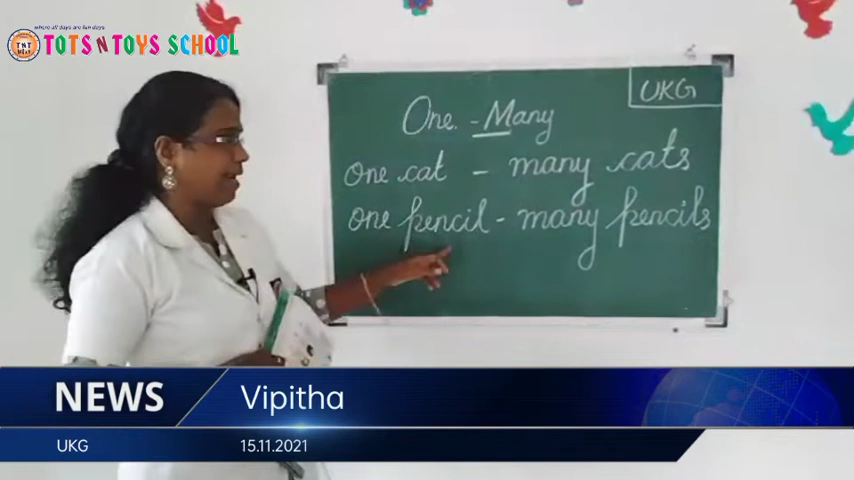 where all days are fun days
TOTS N TOYS SCHOOL
TNT
UKG
One. - Many
One cat - many cats
one pencil - many pencils
NEWS
Vipitha
UKG
15.11.2021